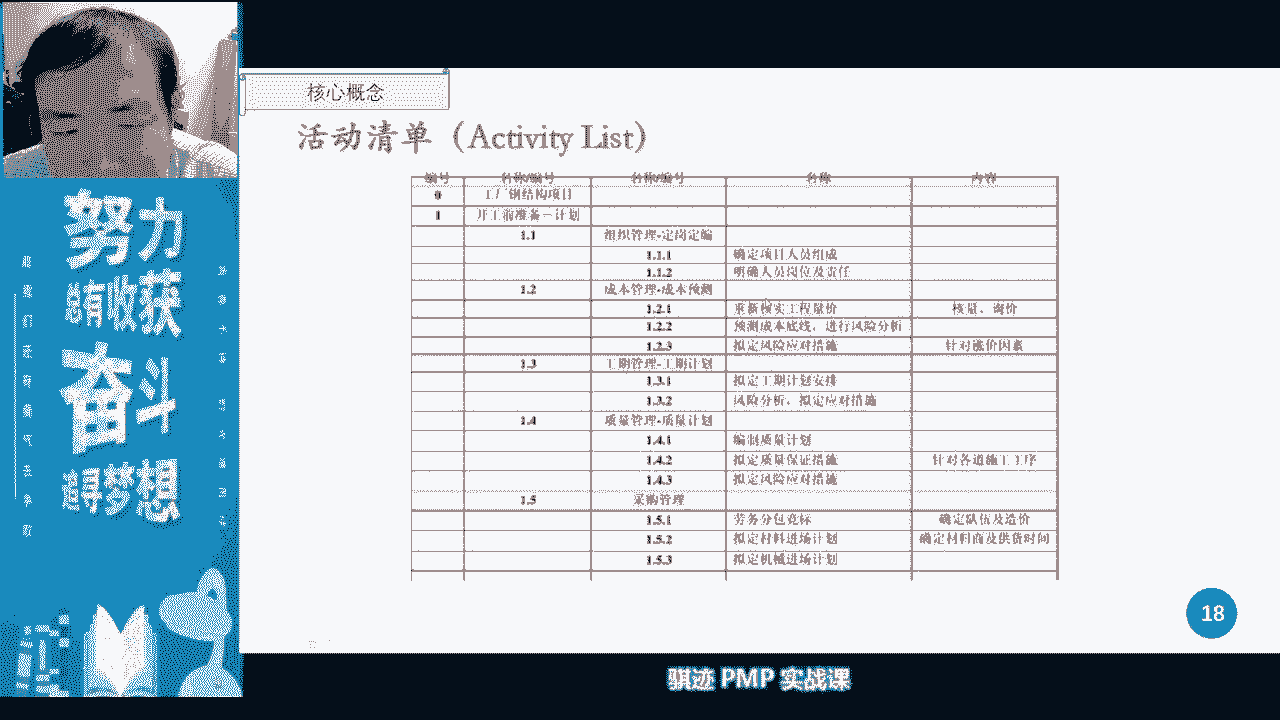 核心概念
活动清单（Activity List）
编号 名称/编号 名称/编号 名称 内容
0 工厂钢结构项目
1 开工前准备－计划
1.1 组织管理-定岗定编
1.1.1 确定项目人员组成
1.1.2 明确人员岗位及责任
1.2 成本管理-成本预测
1.2.1 重新核实工程量价 核量、询价
1.2.2 预测成本底线，进行风险分析
1.2.3 拟定风险应对措施 针对涨价因素
1.3 工期管理-工期计划
1.3.1 拟定工期计划安排
1.3.2 风险分析，拟定应对措施
1.4 质量管理-质量计划
1.4.1 编制质量计划
1.4.2 拟定质量保证措施 针对各道施工工序
1.4.3 拟定风险应对措施
1.5 采购管理
1.5.1 劳务分包竞标 确定队伍及造价
1.5.2 拟定材料进场计划 确定材料商及供货时间
1.5.3 拟定机械进场计划
18
努力
总有收获
奋斗
追寻梦想
骐迹 PMP 实战课